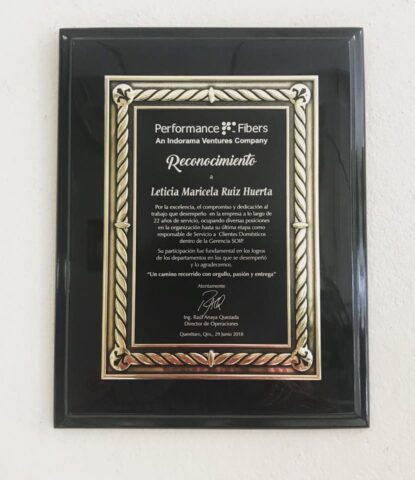 Performance Fibers
An Indorama Ventures Company
Reconocimiento
a
Leticia Maricela Ruiz Huerta
Por la excelencia, el compromiso y dedicación al
trabajo que desempeño en la empresa a lo largo de
22 años de servicio, ocupando diversas posiciones
en la organización hasta su última etapa como
responsable de Servicio a Clientes Domésticos
dentro de la Gerencia SOIP.
Su participación fue fundamental en los logros
de los departamentos en los que se desempeñó
y lo agradecemos.
"Un camino recorrido con orgullo, pasión y entrega"
Atentamente
Ing. Raúl Anaya Quezada
Director de Operaciones
Querétaro, Qro., 29 Junio 2018